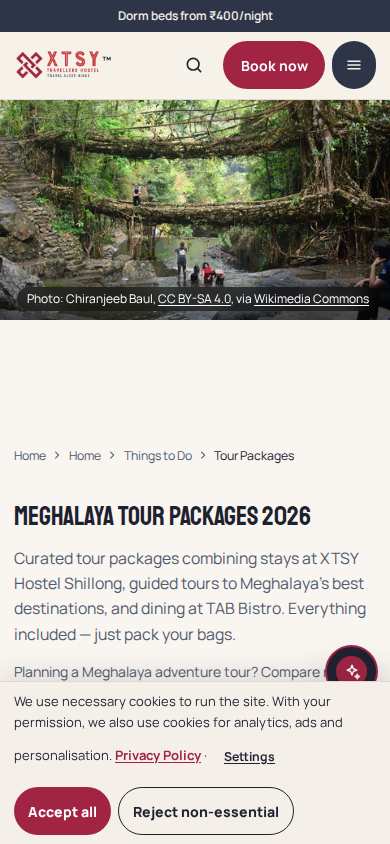 Dorm beds from ₹400/night
XTSY™
TRAVELLERS HOSTEL
Book now
Photo: Chiranjeeb Baul, CC BY-SA 4.0, via Wikimedia Commons
Home > Home > Things to Do > Tour Packages
MEGHALAYA TOUR PACKAGES 2026
Curated tour packages combining stays at XTSY
Hostel Shillong, guided tours to Meghalaya's best
destinations, and dining at TAB Bistro. Everything
included — just pack your bags.
Planning a Meghalaya adventure tour? Compare
We use necessary cookies to run the site. With your
permission, we also use cookies for analytics, ads and
personalisation. Privacy Policy · Settings
Accept all
Reject non-essential